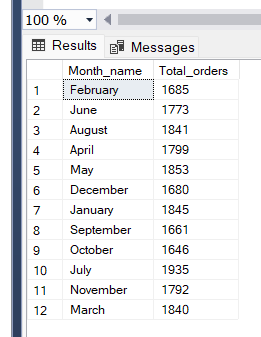 100 %
Results Messages
Month_name Total_orders
1 February 1685
2 June 1773
3 August 1841
4 April 1799
5 May 1853
6 December 1680
7 January 1845
8 September 1661
9 October 1646
10 July 1935
11 November 1792
12 March 1840